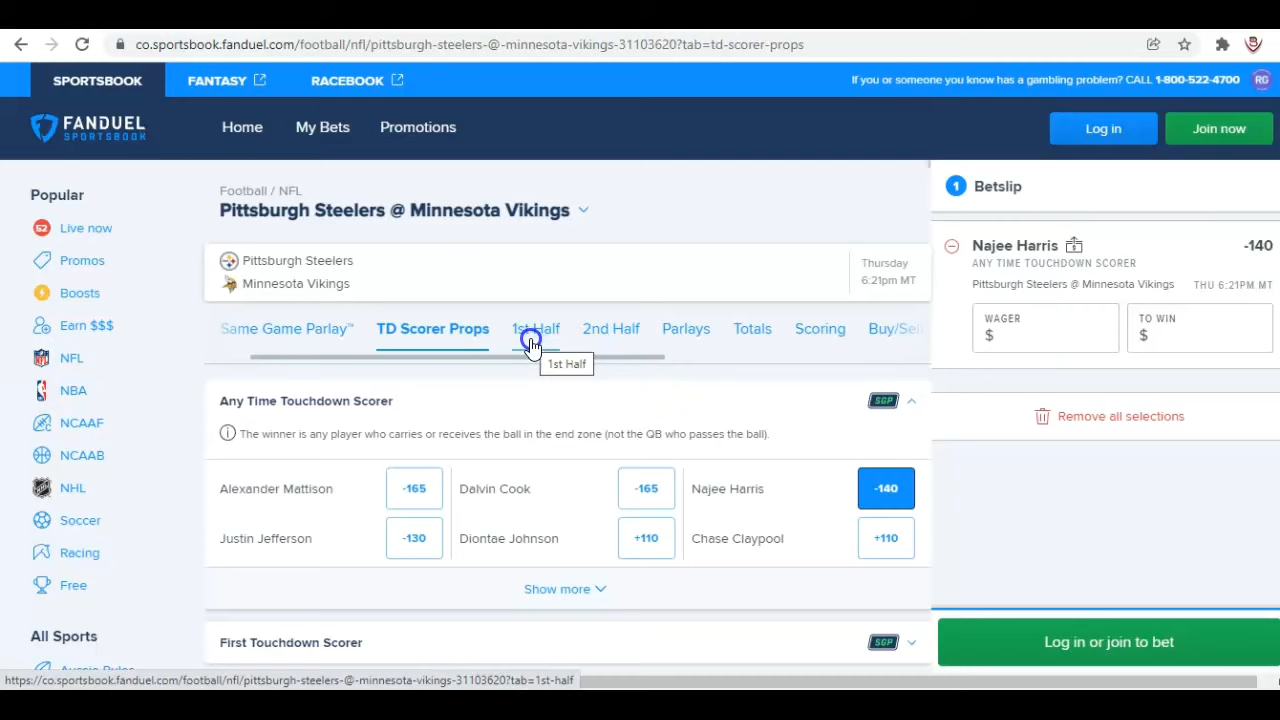 co.sportsbook.fanduel.com/football/nfl/pittsburgh-steelers-@-minnesota-vikings-31103620?tab=td-scorer-props
SPORTSBOOK
FANTASY
RACEBOOK
If you or someone you know has a gambling problem? CALL 1-800-522-4700
RG
FANDUEL
SPORTSBOOK
Home
My Bets
Promotions
Log in
Join now
Popular
52
Live now
Promos
Boosts
Earn $$$
NFL
NBA
NCAAF
NCAAB
NHL
Soccer
Racing
Free
All Sports
Aussie Rules
Football / NFL
Pittsburgh Steelers @ Minnesota Vikings
Pittsburgh Steelers
Minnesota Vikings
Thursday
6:21pm MT
Same Game Parlay™
TD Scorer Props
1st Half
2nd Half
Parlays
Totals
Scoring
Buy/Sel
1st Half
Any Time Touchdown Scorer
SGP
The winner is any player who carries or receives the ball in the end zone (not the QB who passes the ball).
Alexander Mattison
-165
Dalvin Cook
-165
Najee Harris
-140
Justin Jefferson
-130
Diontae Johnson
+110
Chase Claypool
+110
Show more
First Touchdown Scorer
SGP
1
Betslip
Najee Harris
-140
ANY TIME TOUCHDOWN SCORER
Pittsburgh Steelers @ Minnesota Vikings
THU 6:21PM MT
WAGER
$
TO WIN
$
Remove all selections
Log in or join to bet
https://co.sportsbook.fanduel.com/football/nfl/pittsburgh-steelers-@-minnesota-vikings-31103620?tab=1st-half